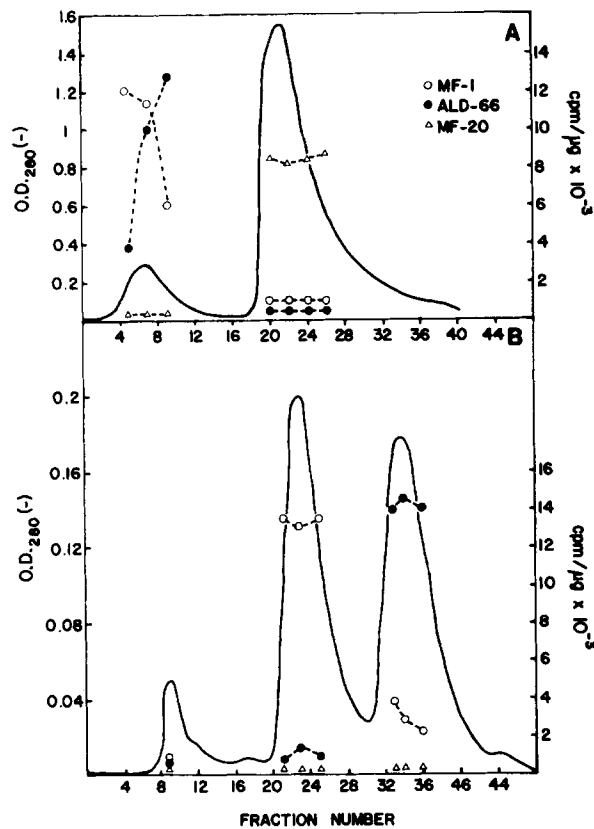 A
1.6
1.4
1.2
1
0.8
0.6
0.4
0.2
O.D.280(-)
14
12
10
8
6
4
2
cpm/µg x 10-3
MF-1
ALD-66
MF-20
4 8 12 16 20 24 28 32 36 40 44
B
0.2
0.16
0.12
0.08
0.04
O.D.280(-)
16
14
12
10
8
6
4
2
cpm/µg x 10-3
4 8 12 16 20 24 28 32 36 40 44
FRACTION NUMBER